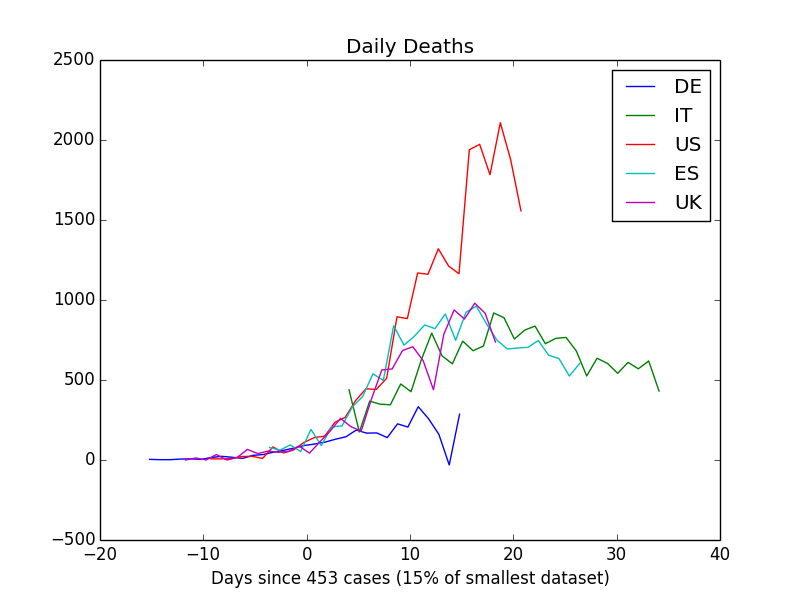 Daily Deaths
2500
2000
1500
1000
500
0
−500
−20
−10
0
10
20
30
40
Days since 453 cases (15% of smallest dataset)
DE
IT
US
ES
UK